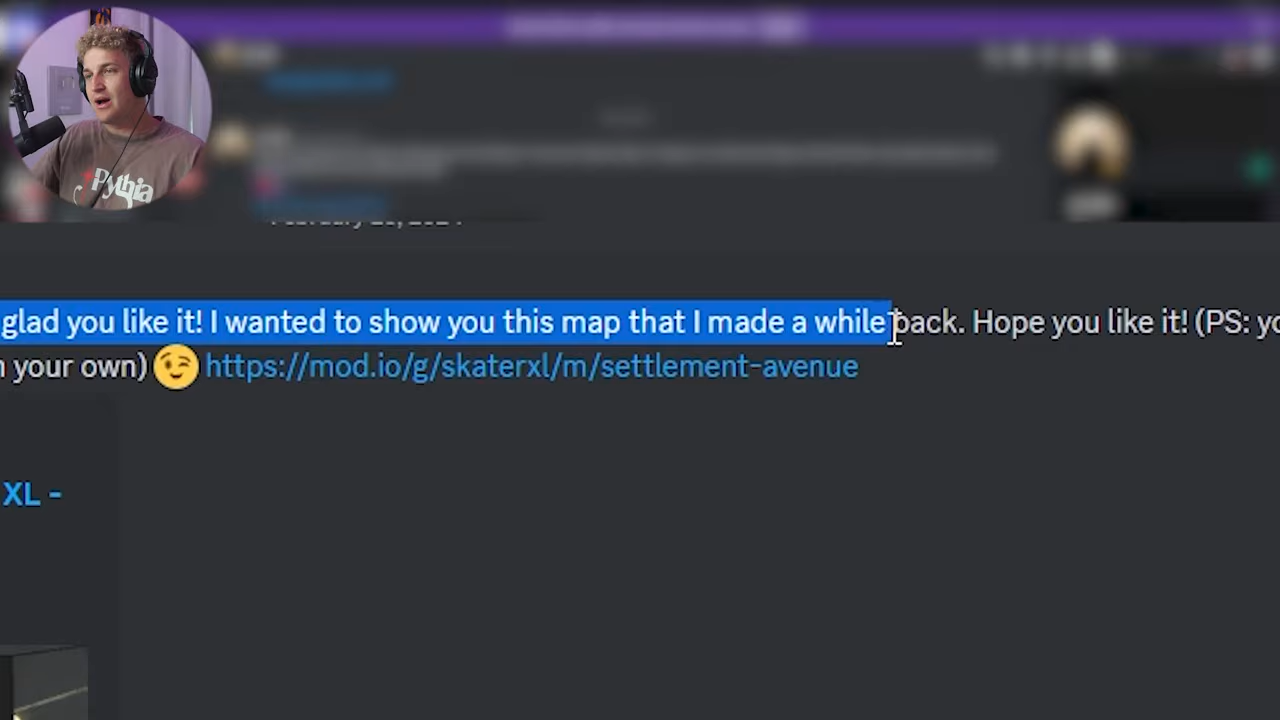 Pythia
glad you like it! I wanted to show you this map that I made a while back. Hope you like it! (PS:
your own) 😉 https://mod.io/g/skaterxl/m/settlement-avenue
XL -